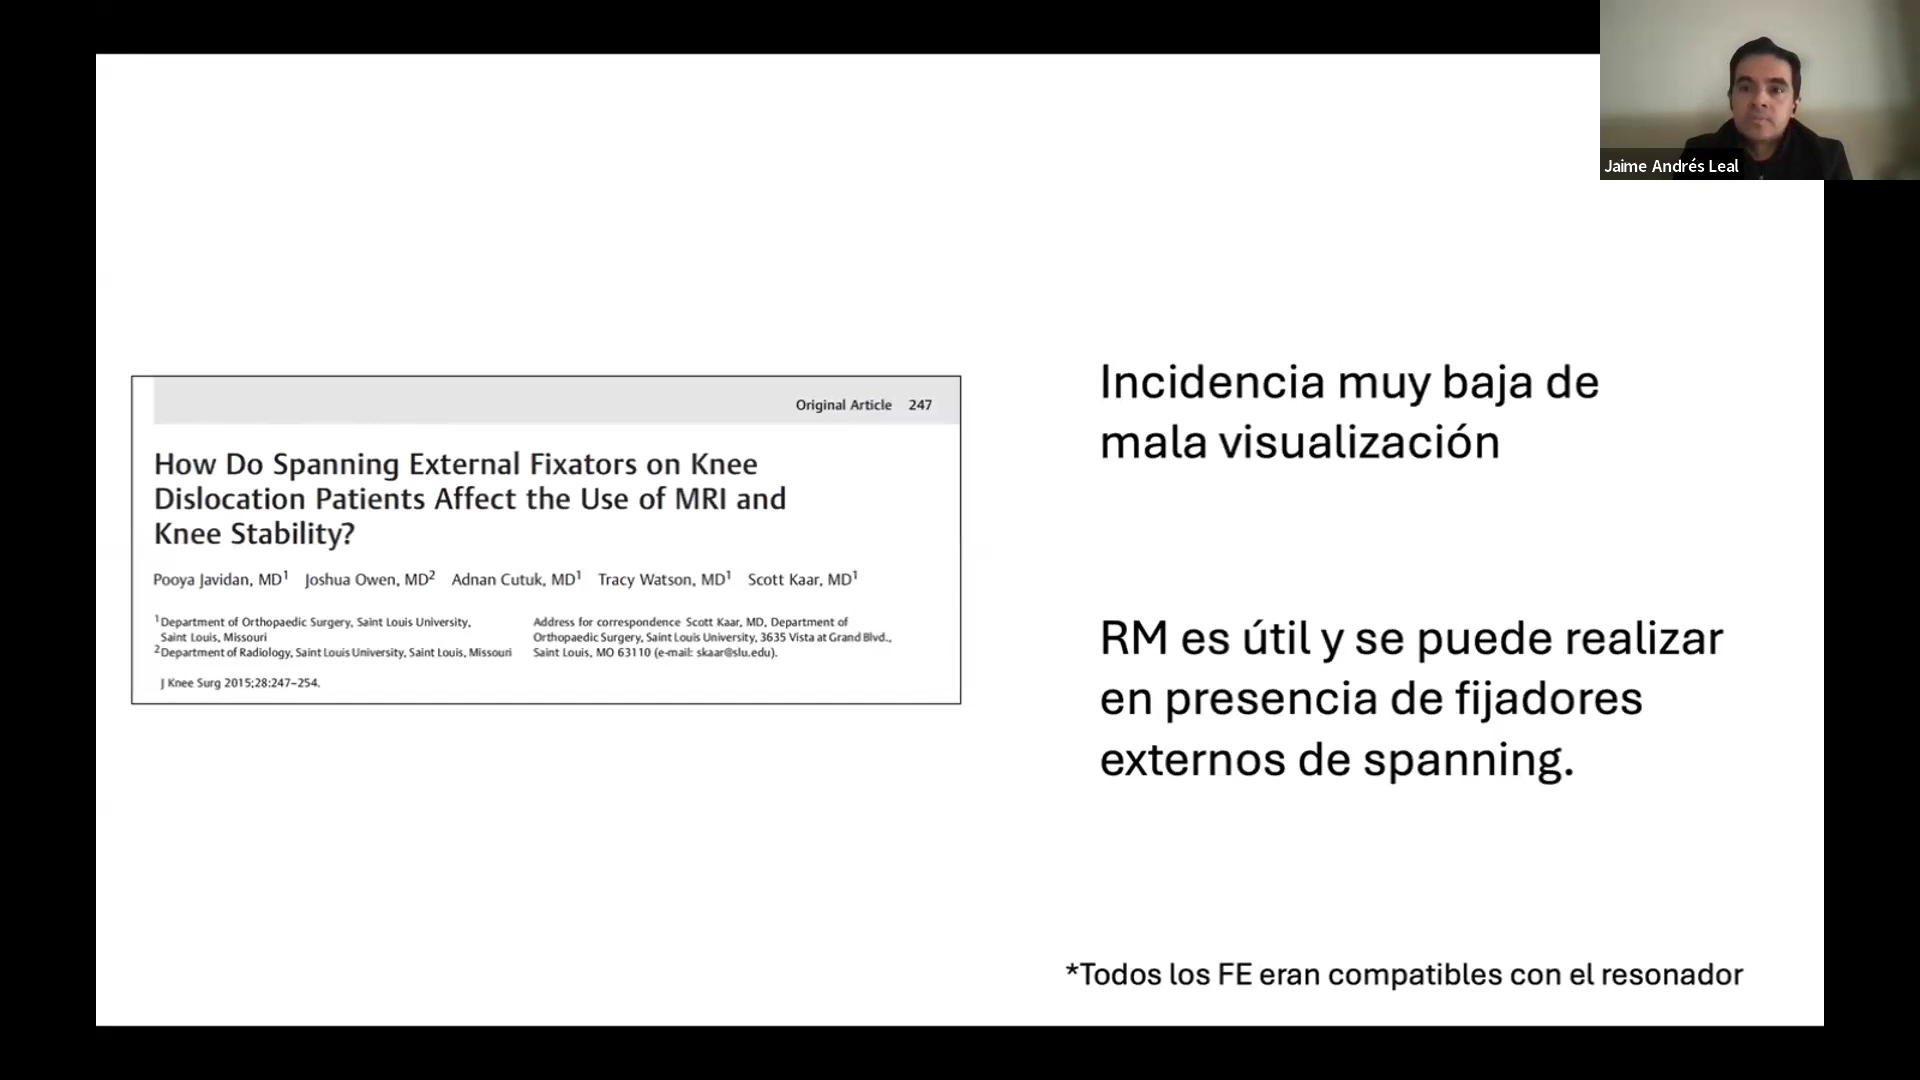 Jaime Andrés Leal
Original Article 247
How Do Spanning External Fixators on Knee
Dislocation Patients Affect the Use of MRI and
Knee Stability?
Pooya Javidan, MD1 Joshua Owen, MD2 Adnan Cutuk, MD1 Tracy Watson, MD1 Scott Kaar, MD1
1Department of Orthopaedic Surgery, Saint Louis University,
Saint Louis, Missouri
2Department of Radiology, Saint Louis University, Saint Louis, Missouri
Address for correspondence Scott Kaar, MD, Department of
Orthopaedic Surgery, Saint Louis University, 3635 Vista at Grand Blvd.,
Saint Louis, MO 63110 (e-mail: skaar@slu.edu).
J Knee Surg 2015;28:247–254.
Incidencia muy baja de
mala visualización
RM es útil y se puede realizar
en presencia de fijadores
externos de spanning.
*Todos los FE eran compatibles con el resonador